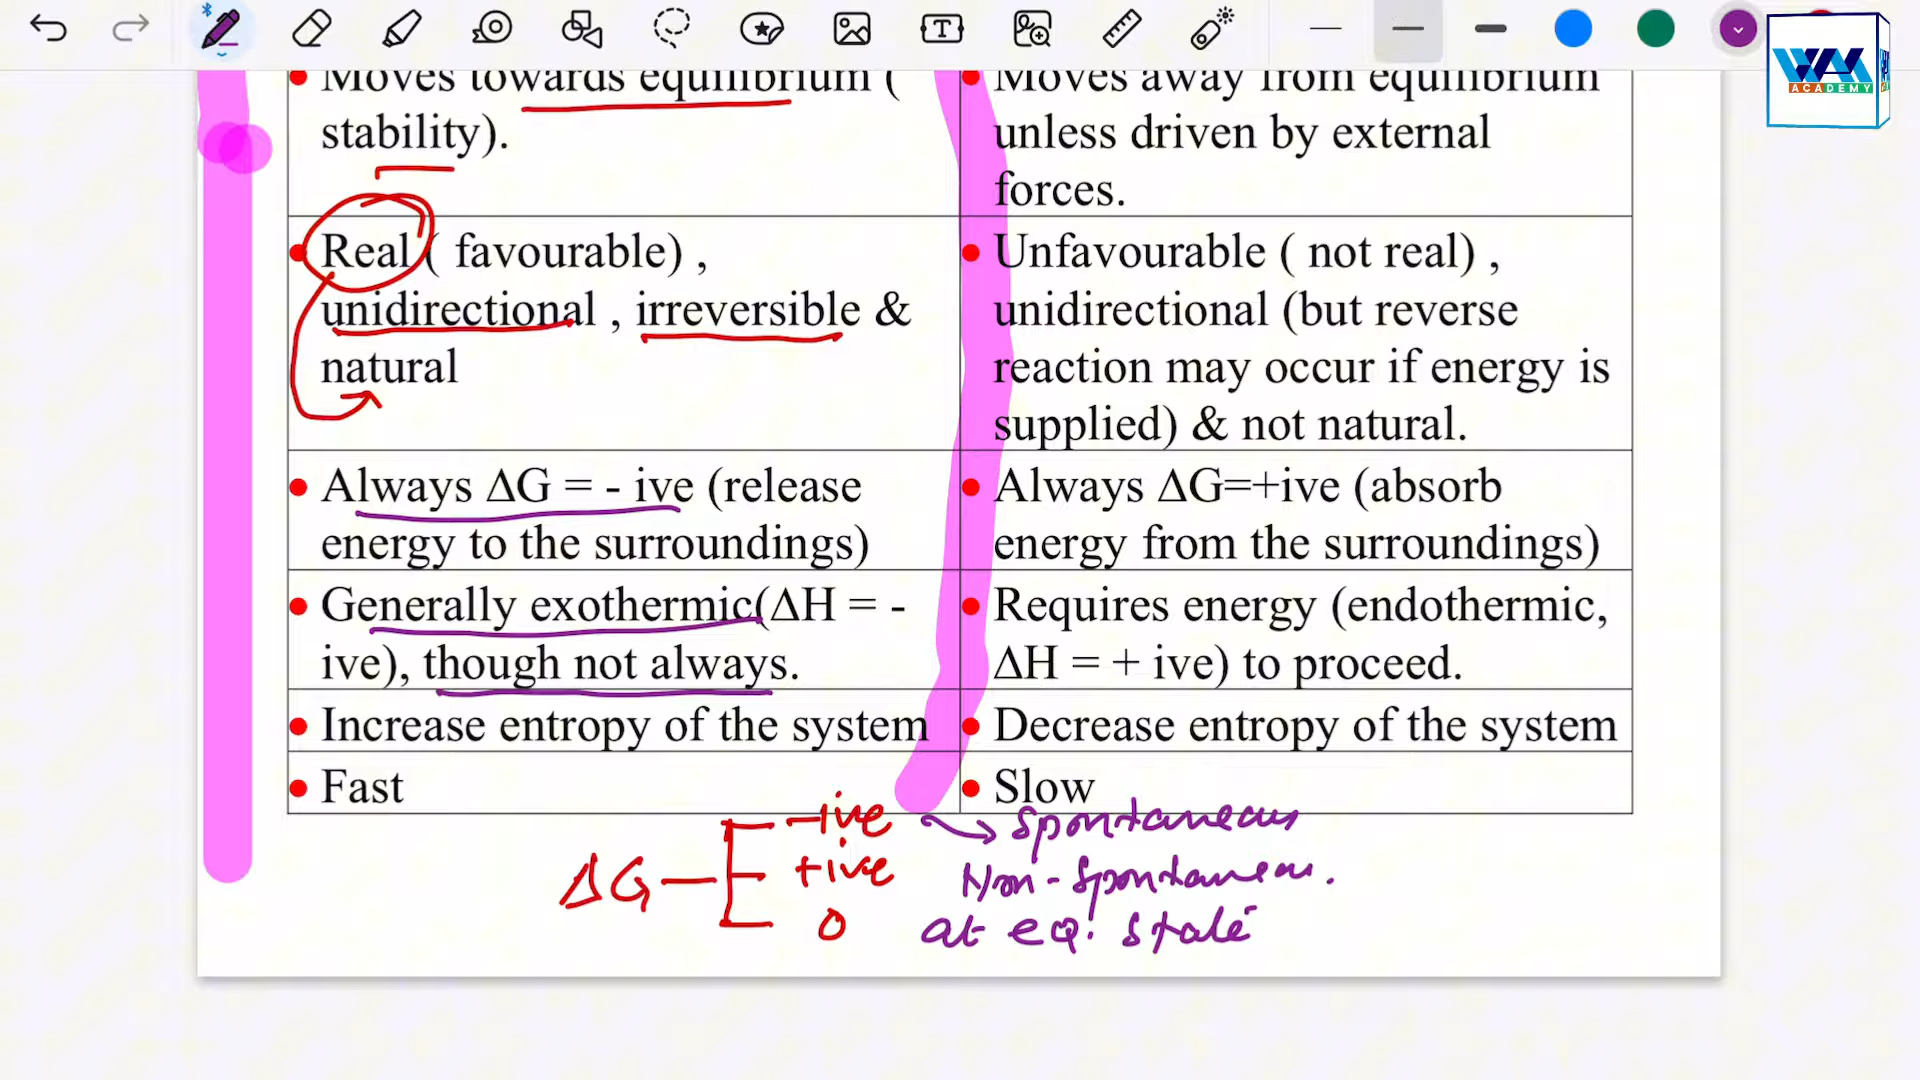 WAM
ACADEMY
• Moves towards equilibrium (
stability).
• Moves away from equilibrium
unless driven by external
forces.
• Real ( favourable) ,
unidirectional , irreversible &
natural
• Unfavourable ( not real) ,
unidirectional (but reverse
reaction may occur if energy is
supplied) & not natural.
• Always ΔG = - ive (release
energy to the surroundings)
• Always ΔG=+ive (absorb
energy from the surroundings)
• Generally exothermic(ΔH = -
ive), though not always.
• Requires energy (endothermic,
ΔH = + ive) to proceed.
• Increase entropy of the system
• Decrease entropy of the system
• Fast
• Slow
-ive → Spontaneous
ΔG — +ive Non-Spontaneous.
0 at eq. state